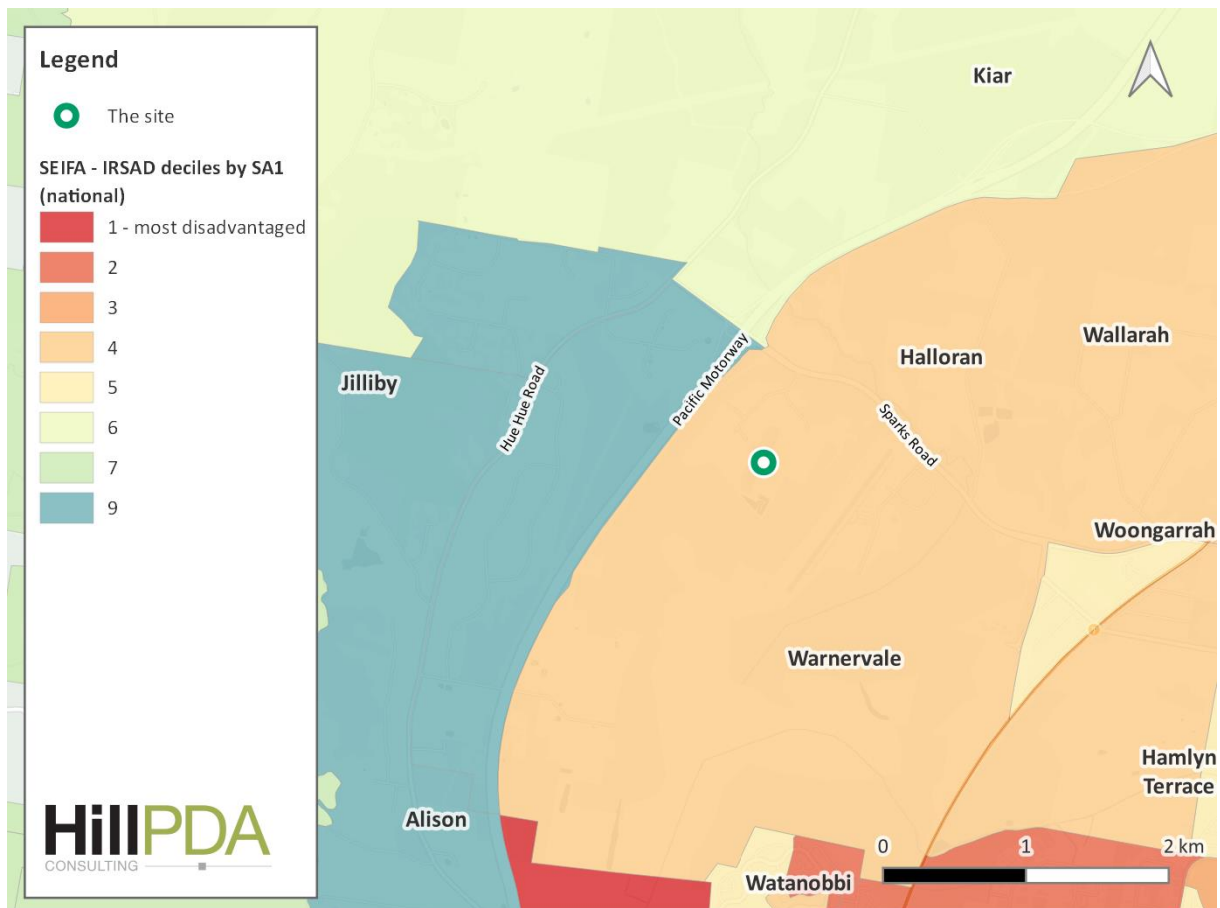 Legend
The site
SEIFA - IRSAD deciles by SA1
(national)
1 - most disadvantaged
2
3
4
5
6
7
9
HillPDA
CONSULTING
Kiar
Wallarah
Halloran
Jilliby
Pacific Motorway
Hue Hue Road
Sparks Road
Woongarrah
Warnervale
Hamlyn
Terrace
Alison
Watanobbi
0 1 2 km